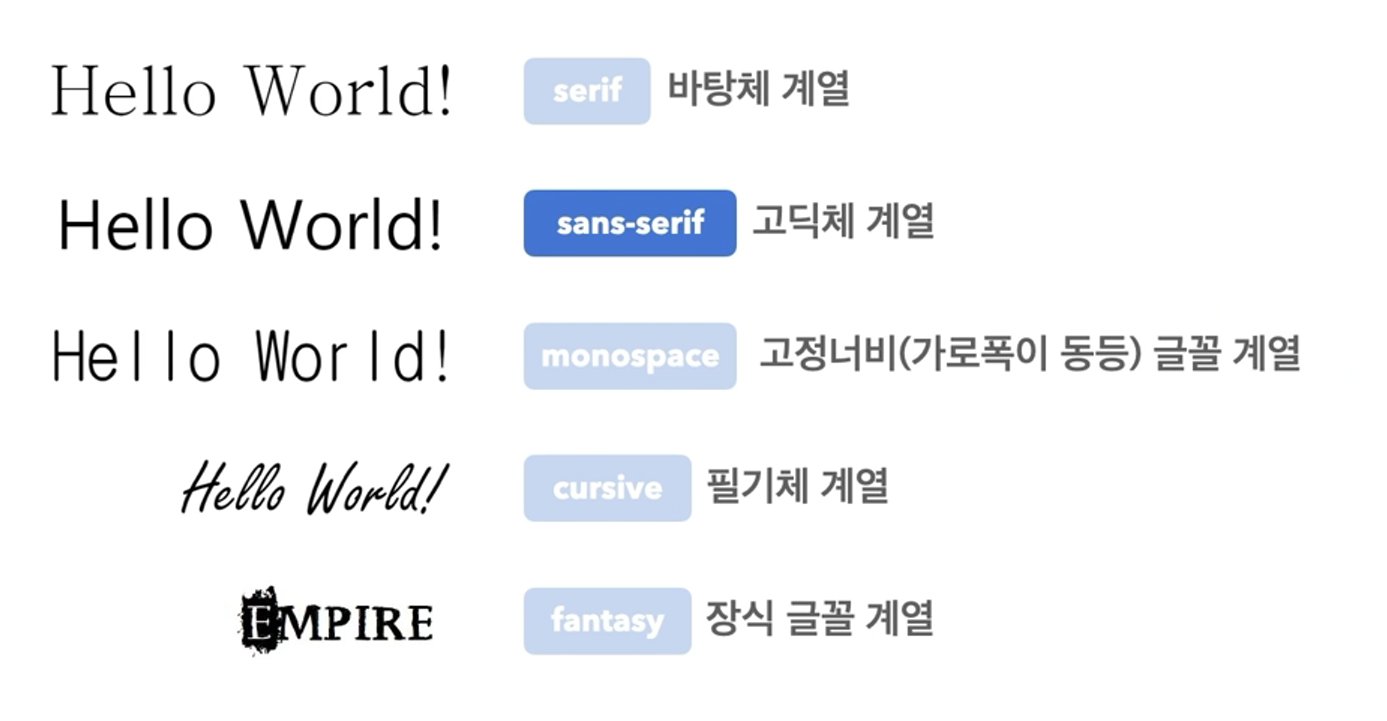 Hello World! serif 바탕체 계열
Hello World! sans-serif 고딕체 계열
Hello World! monospace 고정너비(가로폭이 동등) 글꼴 계열
Hello World! cursive 필기체 계열
EMPIRE fantasy 장식 글꼴 계열